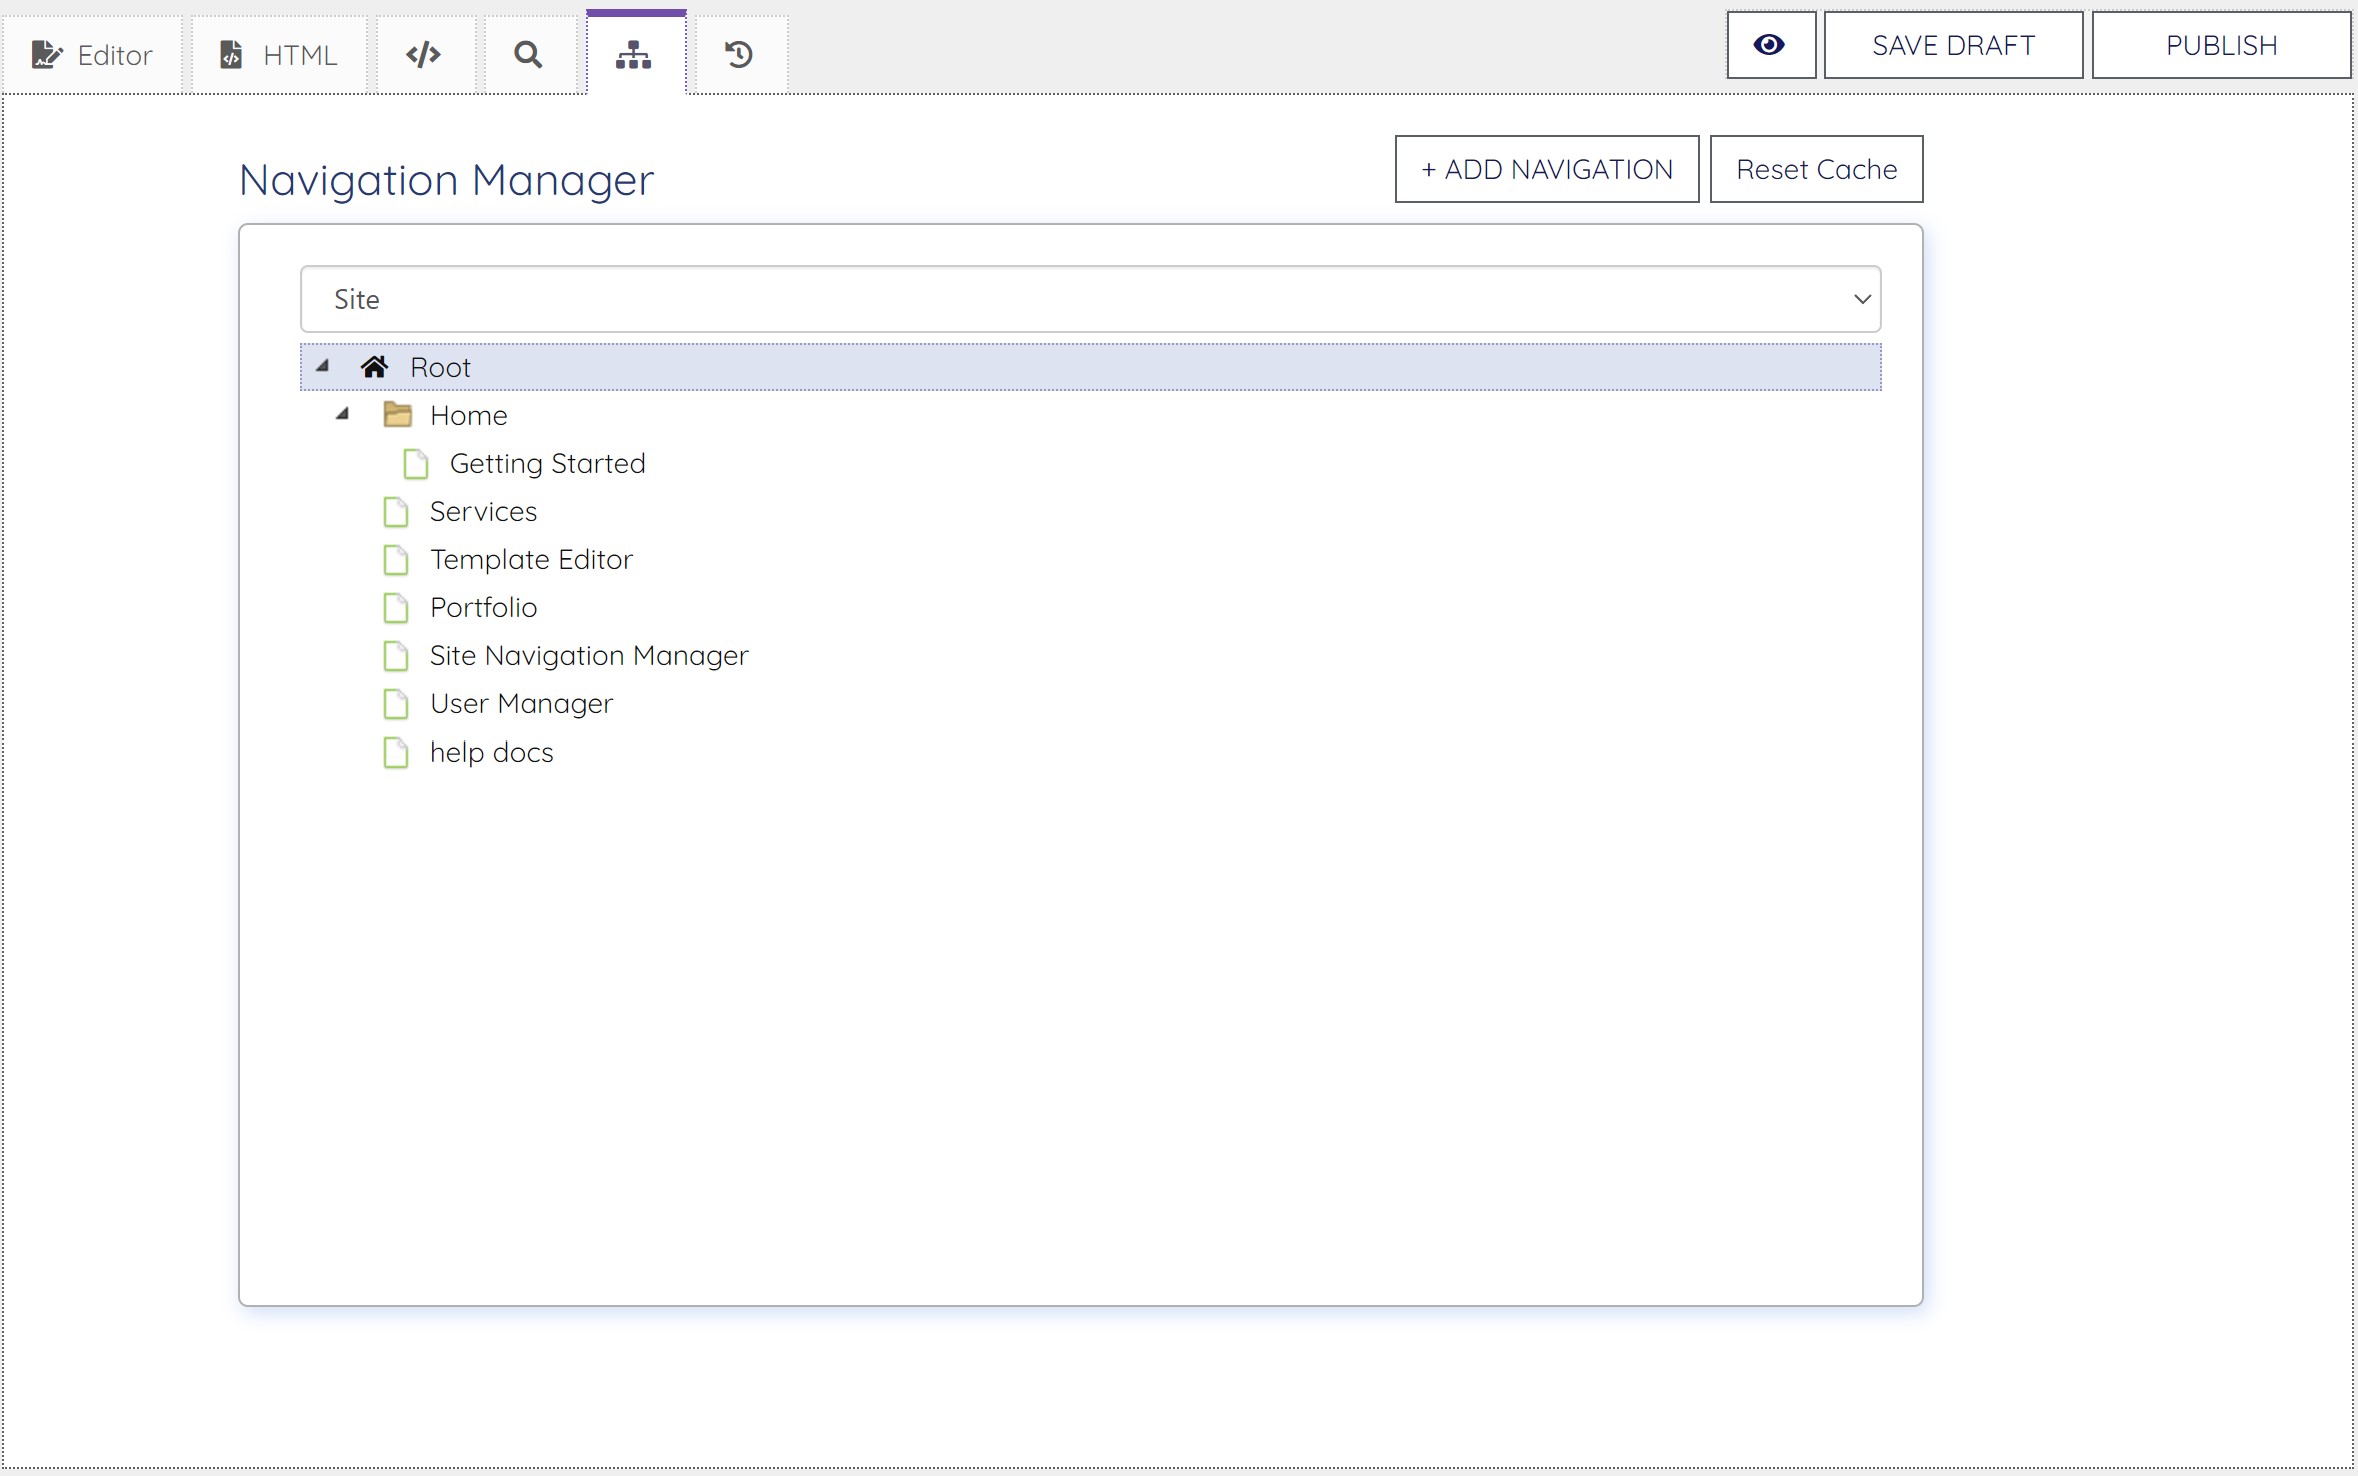 Editor
HTML
SAVE DRAFT
PUBLISH
Navigation Manager
+ ADD NAVIGATION
Reset Cache
Site
Root
Home
Getting Started
Services
Template Editor
Portfolio
Site Navigation Manager
User Manager
help docs